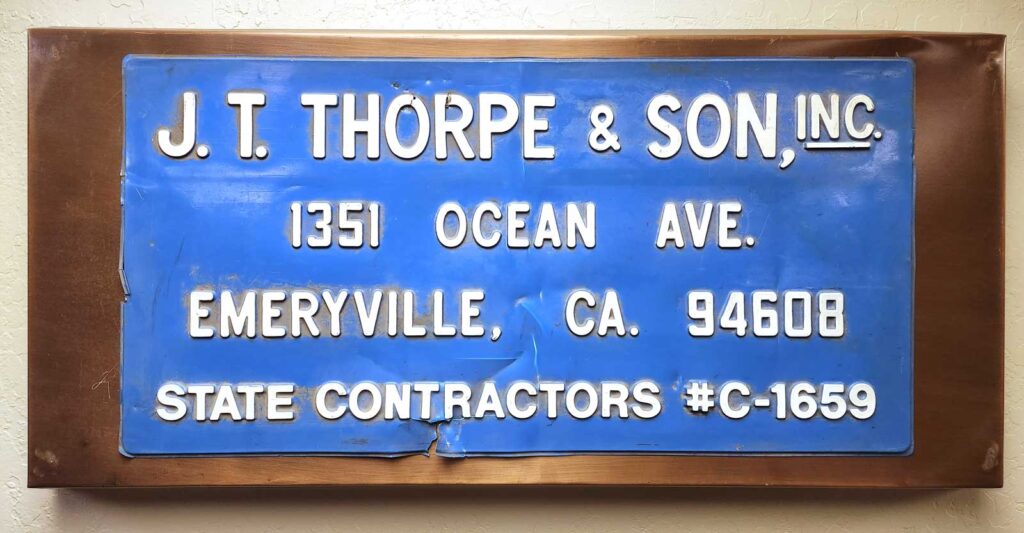 J. T. THORPE & SON, INC.
1351 OCEAN AVE.
EMERYVILLE, CA. 94608
STATE CONTRACTORS #C-1659